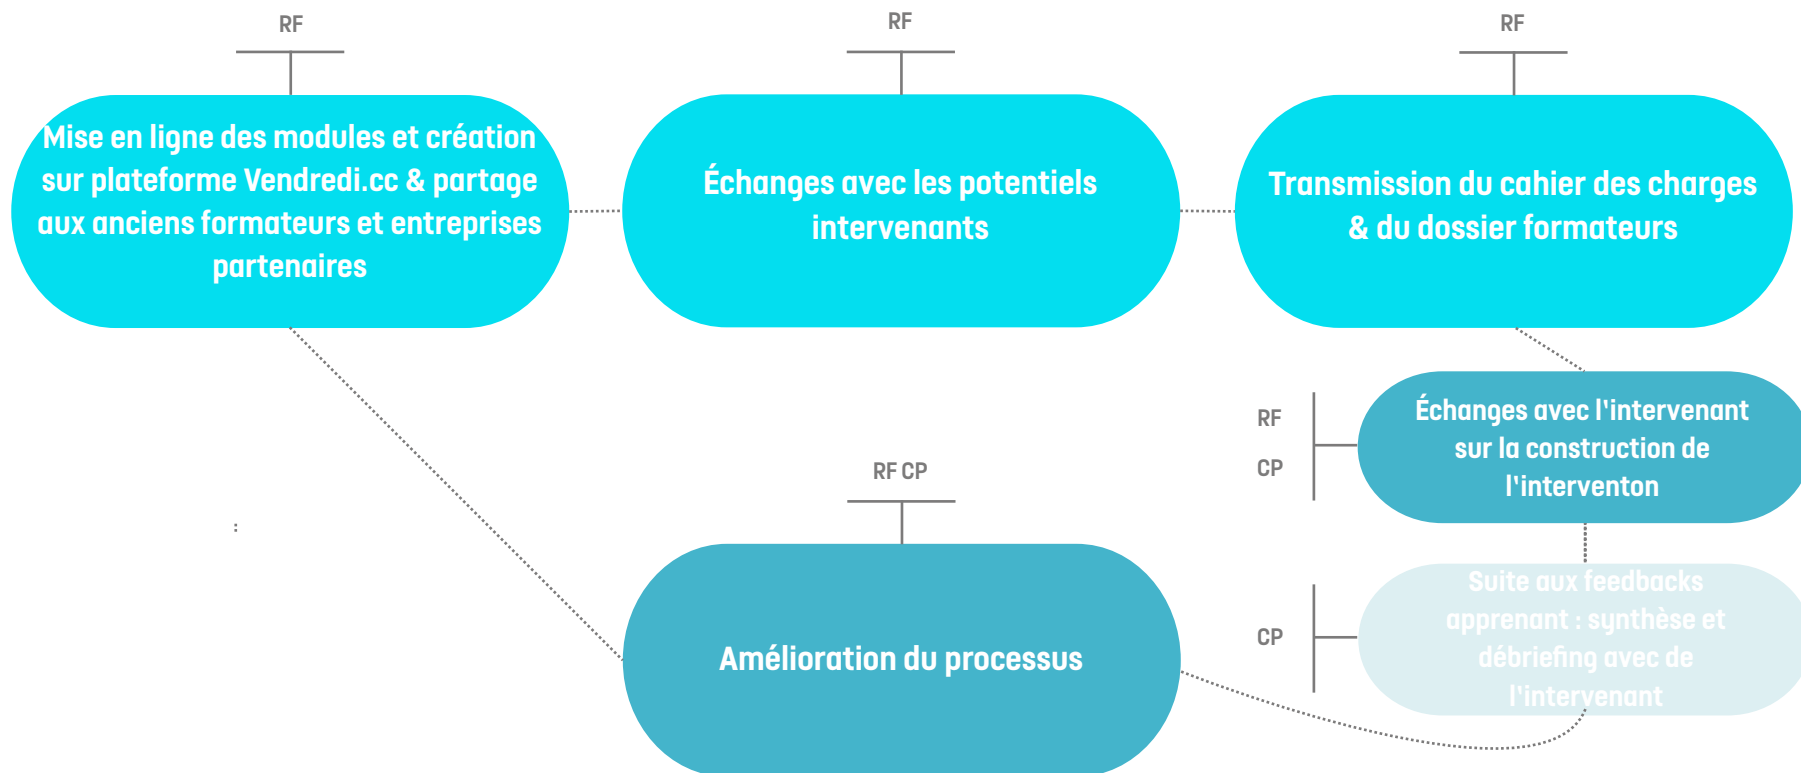 RF
Mise en ligne des modules et création
sur plateforme Vendredi.cc & partage
aux anciens formateurs et entreprises
partenaires
RF
Échanges avec les potentiels
intervenants
RF
Transmission du cahier des charges
& du dossier formateurs
RF
CP
Échanges avec l'intervenant
sur la construction de
l'interventon
CP
Suite aux feedbacks
apprenant : synthèse et
débriefing avec de
l'intervenant
RF CP
Amélioration du processus
: